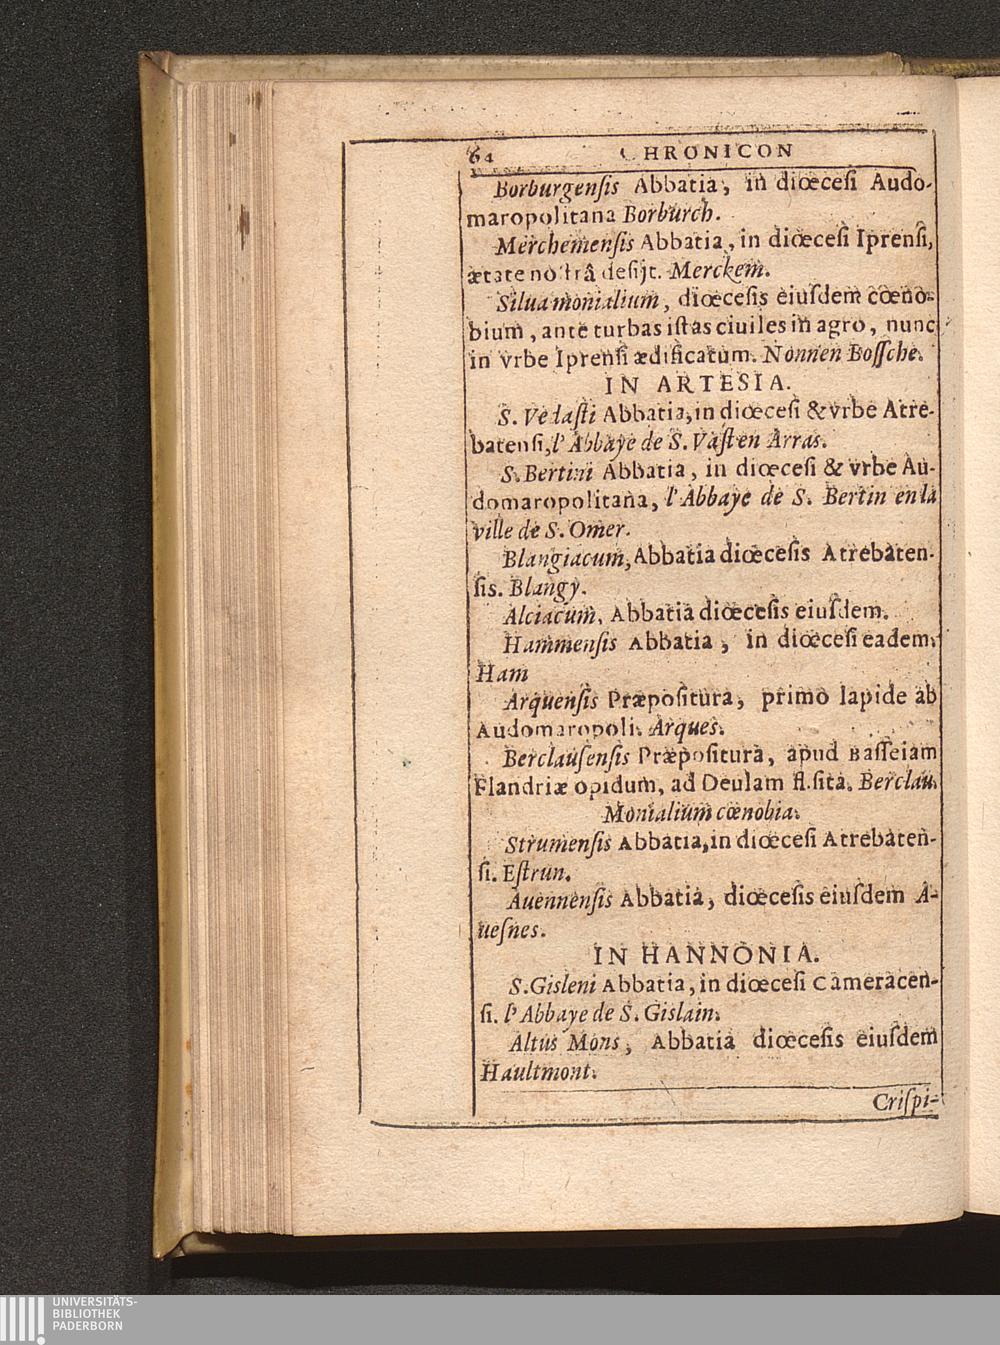 64 CHRONICON
Borburgenſis Abbatia, in diœceſi Audo-
maropolitana Borburch.
Merchemenſis Abbatia, in diœceſi Iprenſi,
ætate noſtrâ deſijt. Merckem.
Silua monialium, diœceſis eiuſdem cœno-
bium, ante turbas iſtas ciuiles in agro, nunc
in vrbe Iprenſi ædificatum. Nonnen Boſſche.
IN ARTESIA.
S. Vedaſti Abbatia, in diœceſi & vrbe Atre-
batenſi, l'Abbaye de S. Vaſt en Arras.
S. Bertini Abbatia, in diœceſi & vrbe Au-
domaropolitana, l'Abbaye de S. Bertin en la
ville de S. Omer.
Blangiacum, Abbatia diœceſis Atrebaten-
ſis. Blangy.
Alciacum, Abbatia diœceſis eiuſdem.
Hammenſis Abbatia, in diœceſi eadem.
Ham
Arquenſis Præpoſitura, primo lapide ab
Audomaropoli. Arques.
Berclauſenſis Præpoſitura, apud Baſſeiam
Flandriæ opidum, ad Deulam fl. ſita. Berclau.
Monialium cœnobia.
Strumenſis Abbatia, in diœceſi Atrebaten-
ſi. Eſtrun.
Auennenſis Abbatia, diœceſis eiuſdem A-
ueſnes.
IN HANNONIA.
S. Gisleni Abbatia, in diœceſi Cameracen-
ſi. l'Abbaye de S. Gislain.
Altus Mons, Abbatia diœceſis eiuſdem
Haultmont.
Criſpi-
UNIVERSITÄTS-
BIBLIOTHEK
PADERBORN